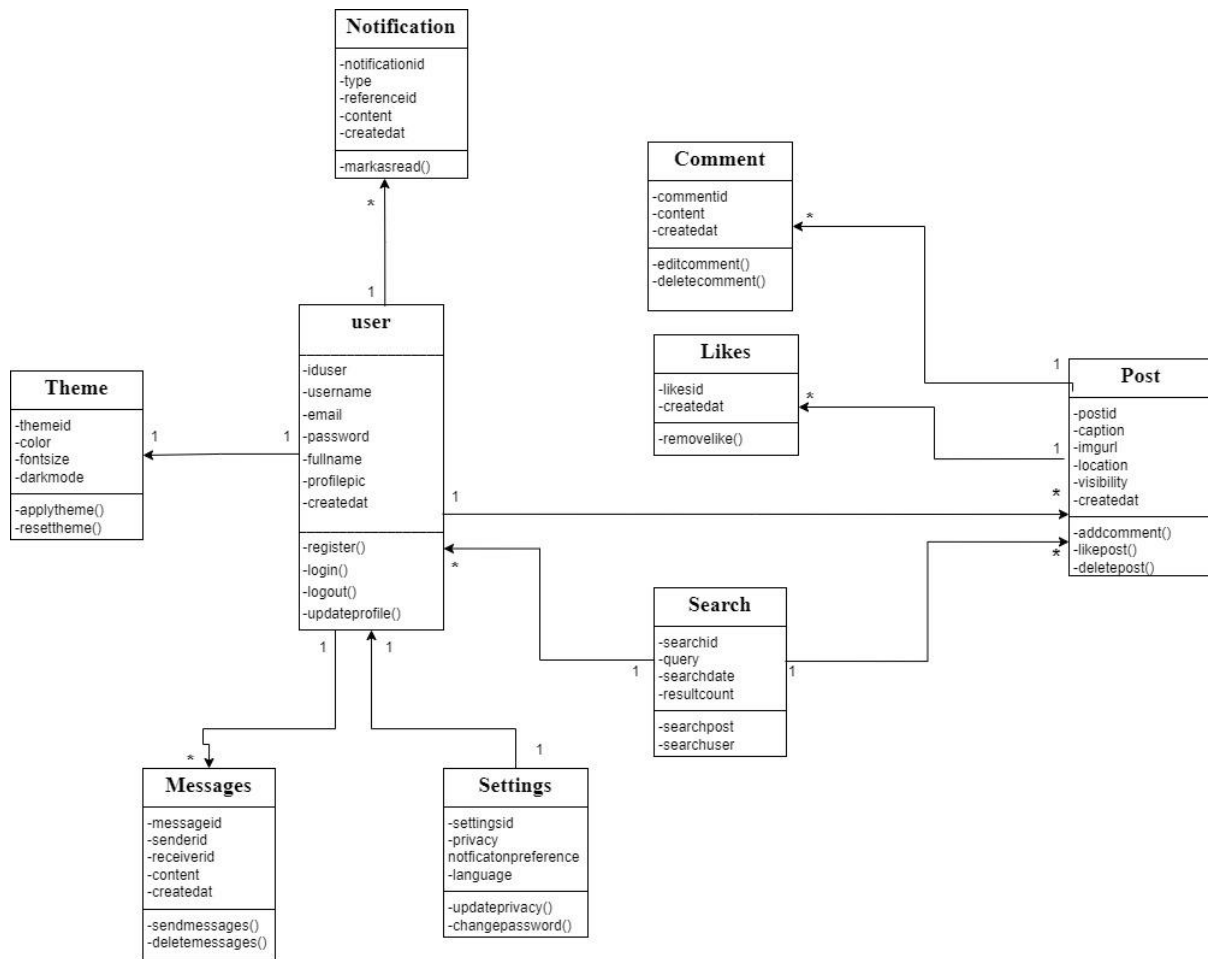 Notification
-notificationid
-type
-referenceid
-content
-createdat
-markasread()
*
1
Comment
-commentid
-content
-createdat
-editcomment()
-deletecomment()
*
user
-iduser
-username
-email
-password
-fullname
-profilepic
-createdat
-register()
-login()
-logout()
-updateprofile()
Likes
-likesid
-createdat
-removelike()
*
1
1
Post
-postid
-caption
-imgurl
-location
-visibility
-createdat
-addcomment()
-likepost()
-deletepost()
Theme
-themeid
-color
-fontsize
-darkmode
-applytheme()
-resettheme()
1
1
1
*
*
*
Search
-searchid
-query
-searchdate
-resultcount
-searchpost
-searchuser
1
1
1
1
*
1
Messages
-messageid
-senderid
-receiverid
-content
-createdat
-sendmessages()
-deletemessages()
Settings
-settingsid
-privacy
notficatonpreference
-language
-updateprivacy()
-changepassword()